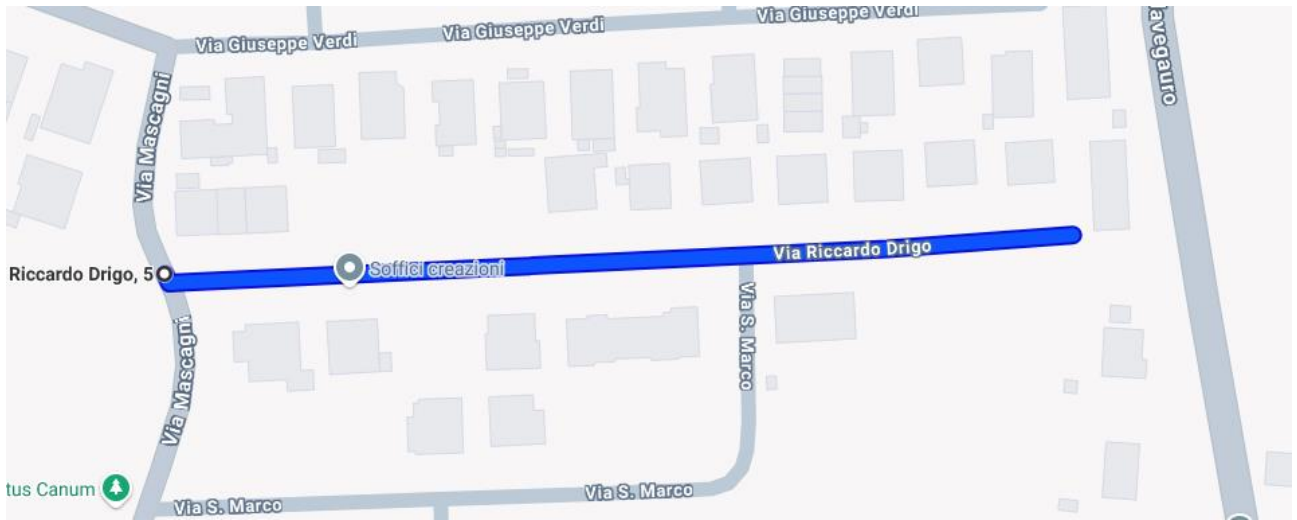 Via Giuseppe Verdi
Via Giuseppe Verdi
Via Giuseppe Verdi
Via Mascagni
avegauro
Via Riccardo Drigo
Riccardo Drigo, 5
Soffici creazioni
Via S. Marco
Via Mascagni
tus Canum
Via S. Marco
Via S. Marco